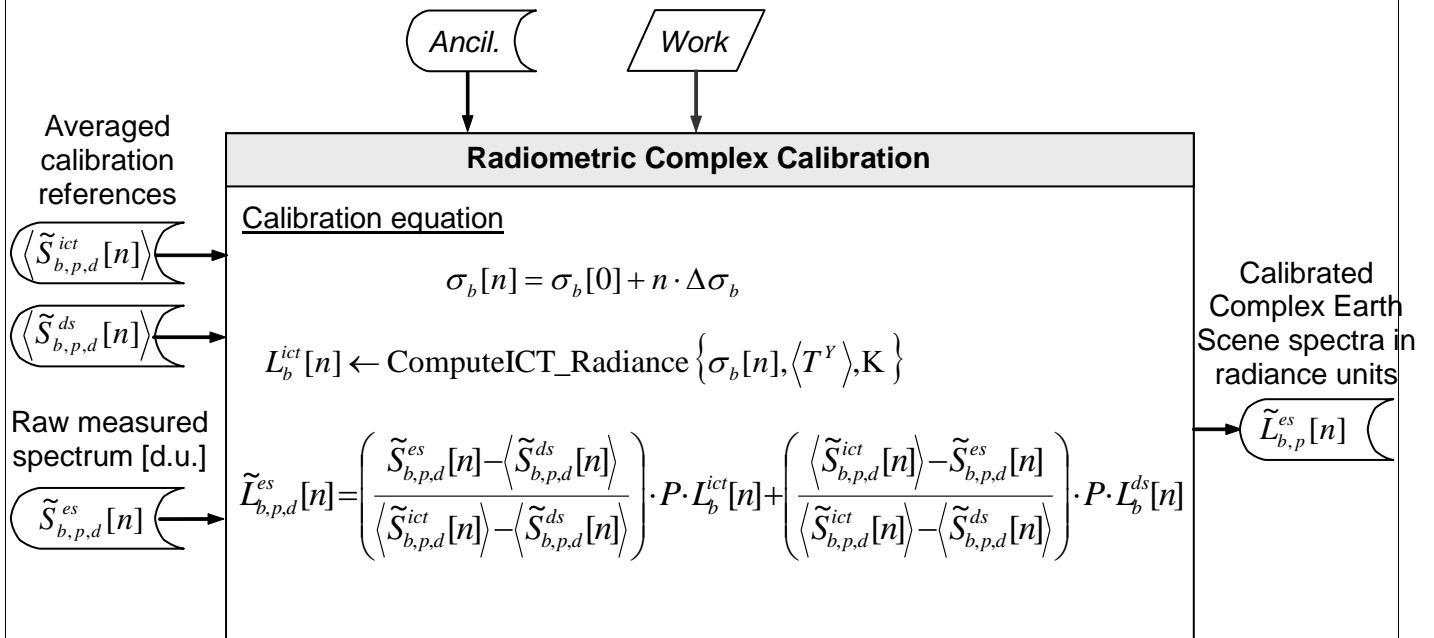 Ancil.
Work
Averaged
calibration
references
⟨S̃^{ict}_{b,p,d}[n]⟩
⟨S̃^{ds}_{b,p,d}[n]⟩
Raw measured
spectrum [d.u.]
S̃^{es}_{b,p,d}[n]
Radiometric Complex Calibration
Calibration equation
σ_b[n] = σ_b[0] + n · Δσ_b
L^{ict}_b[n] ← ComputeICT_Radiance { σ_b[n], ⟨T^Y⟩, K }
L̃^{es}_{b,p,d}[n] = ( (S̃^{es}_{b,p,d}[n] − ⟨S̃^{ds}_{b,p,d}[n]⟩) / (⟨S̃^{ict}_{b,p,d}[n]⟩ − ⟨S̃^{ds}_{b,p,d}[n]⟩) ) · P · L^{ict}_b[n] + ( (⟨S̃^{ict}_{b,p,d}[n]⟩ − S̃^{es}_{b,p,d}[n]) / (⟨S̃^{ict}_{b,p,d}[n]⟩ − ⟨S̃^{ds}_{b,p,d}[n]⟩) ) · P · L^{ds}_b[n]
Calibrated
Complex Earth
Scene spectra in
radiance units
L̃^{es}_{b,p}[n]